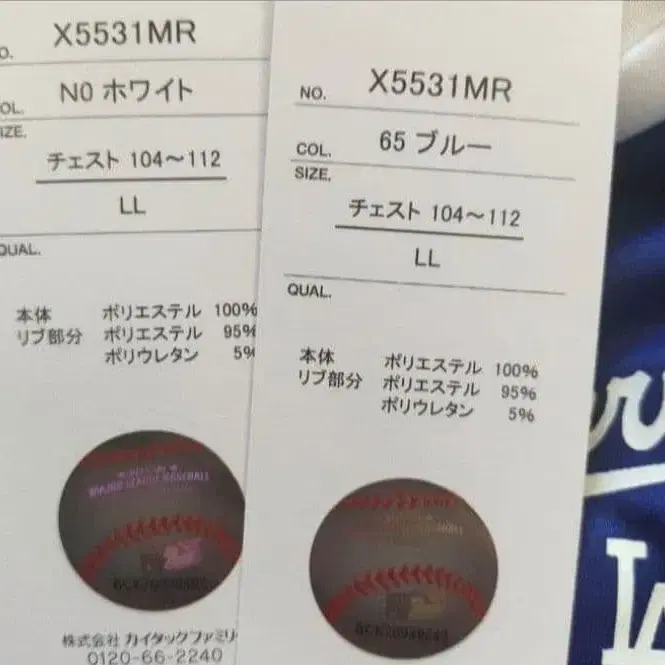 O. X5531MR
OL. N0 ホワイト
IZE.
チェスト 104～112
LL
QUAL.
本体 ポリエステル 100%
リブ部分 ポリエステル 95%
ポリウレタン 5%
MAJOR LEAGUE BASEBALL
株式会社 カイタックファミリ
0120-66-2240
NO. X5531MR
COL. 65 ブルー
SIZE.
チェスト 104～112
LL
QUAL.
本体 ポリエステル 100%
リブ部分 ポリエステル 95%
ポリウレタン 5%